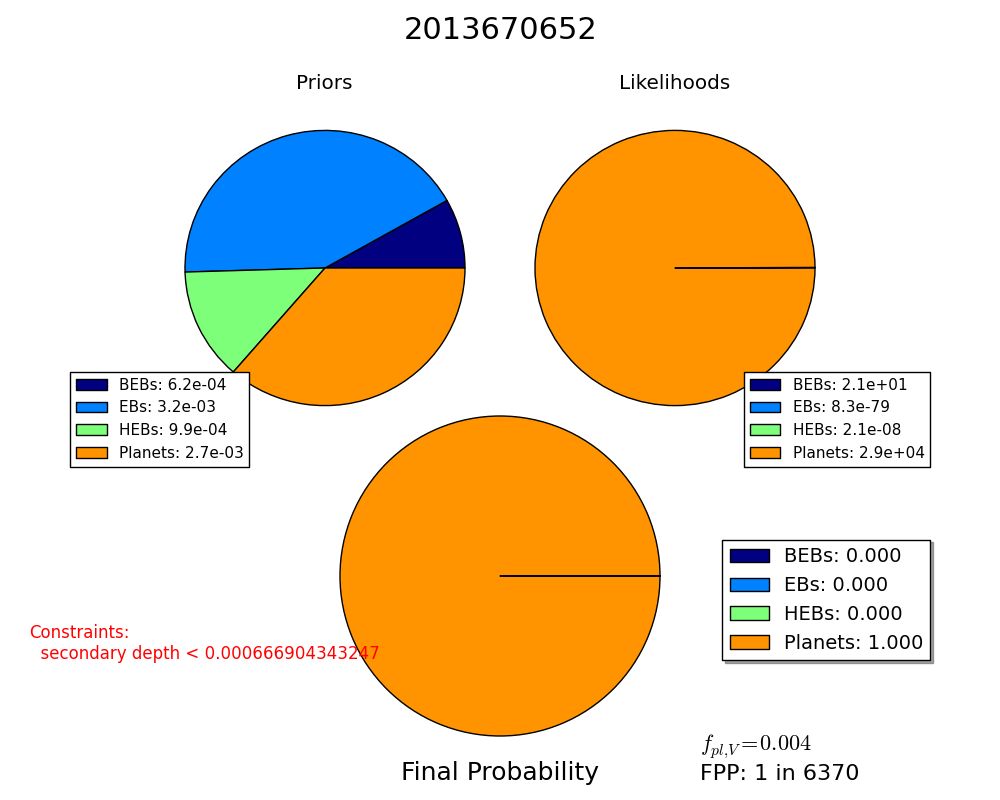 2013670652
Priors
Likelihoods
BEBs: 6.2e-04
EBs: 3.2e-03
HEBs: 9.9e-04
Planets: 2.7e-03
BEBs: 2.1e+01
EBs: 8.3e-79
HEBs: 2.1e-08
Planets: 2.9e+04
BEBs: 0.000
EBs: 0.000
HEBs: 0.000
Planets: 1.000
Constraints:
secondary depth < 0.000666904343247
f_{pl,V}=0.004
FPP: 1 in 6370
Final Probability